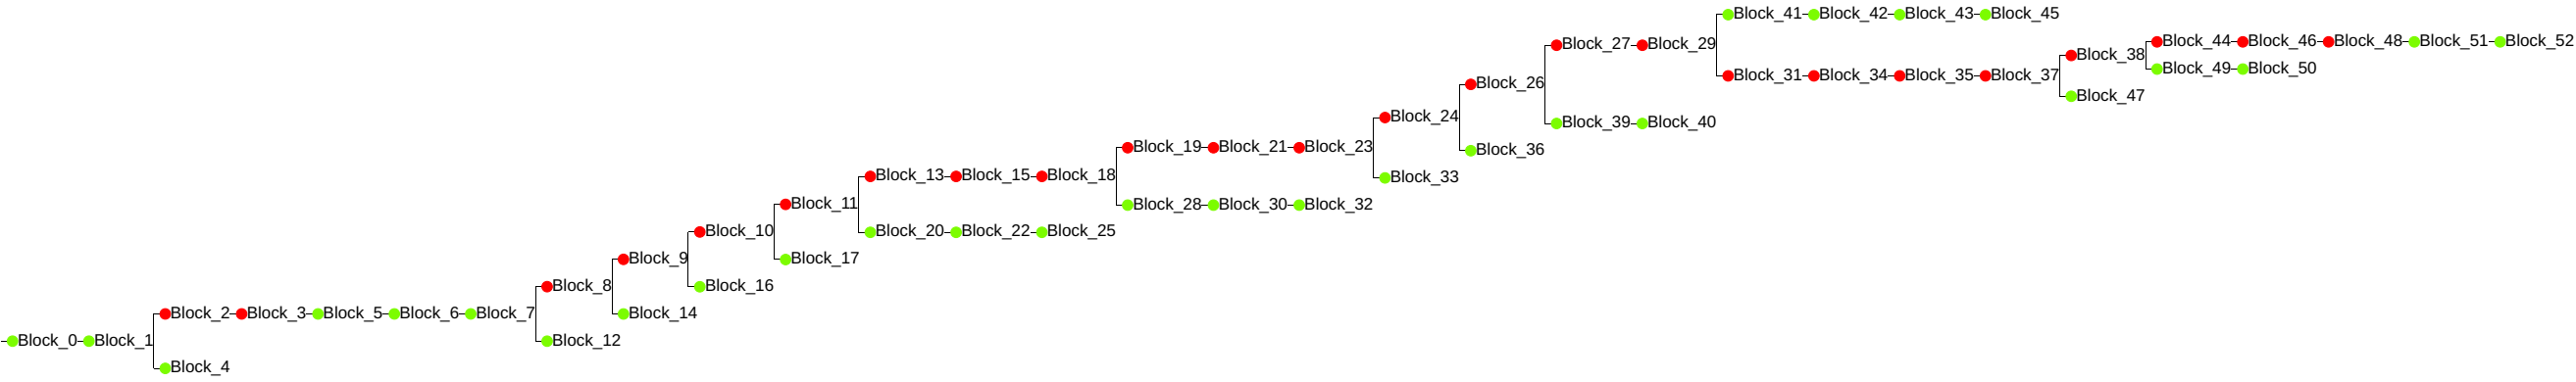 Block_41 Block_42 Block_43 Block_45
Block_27 Block_29 Block_44 Block_46 Block_48 Block_51 Block_52
Block_38
Block_49 Block_50
Block_26 Block_31 Block_34 Block_35 Block_37
Block_47
Block_24 Block_39 Block_40
Block_19 Block_21 Block_23 Block_36
Block_13 Block_15 Block_18 Block_33
Block_11 Block_28 Block_30 Block_32
Block_10 Block_20 Block_22 Block_25
Block_9 Block_17
Block_8 Block_16
Block_2 Block_3 Block_5 Block_6 Block_7 Block_14
Block_0 Block_1 Block_12
Block_4